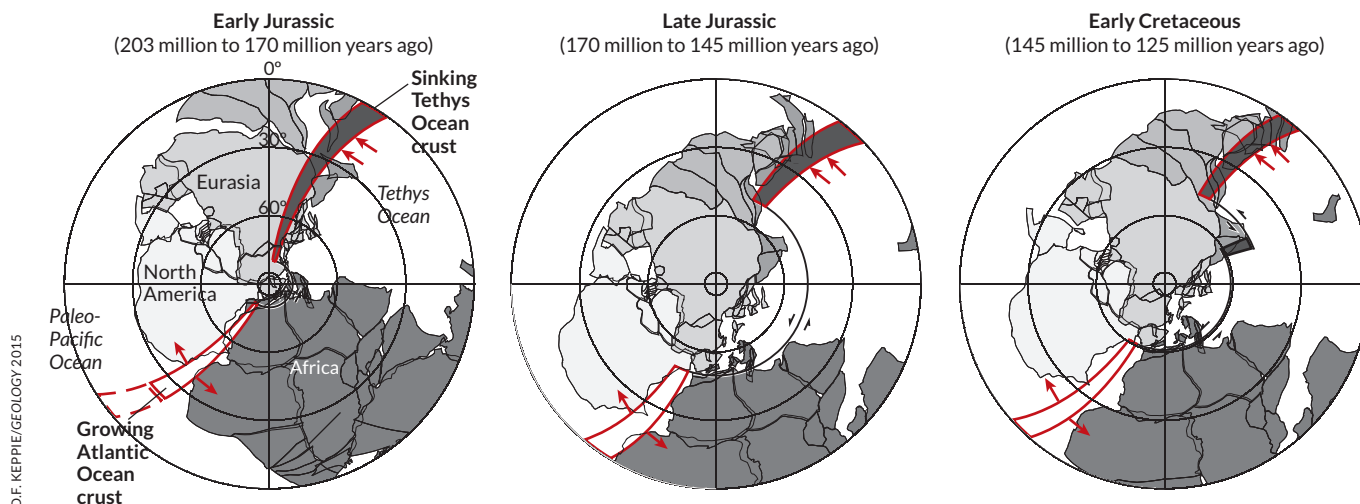 Early Jurassic
(203 million to 170 million years ago)
Late Jurassic
(170 million to 145 million years ago)
Early Cretaceous
(145 million to 125 million years ago)
0°
Sinking
Tethys
Ocean
crust
30°
Eurasia
Tethys
Ocean
60°
North
America
Paleo-
Pacific
Ocean
Africa
Growing
Atlantic
Ocean
crust
D.F. KEPPIE/GEOLOGY 2015